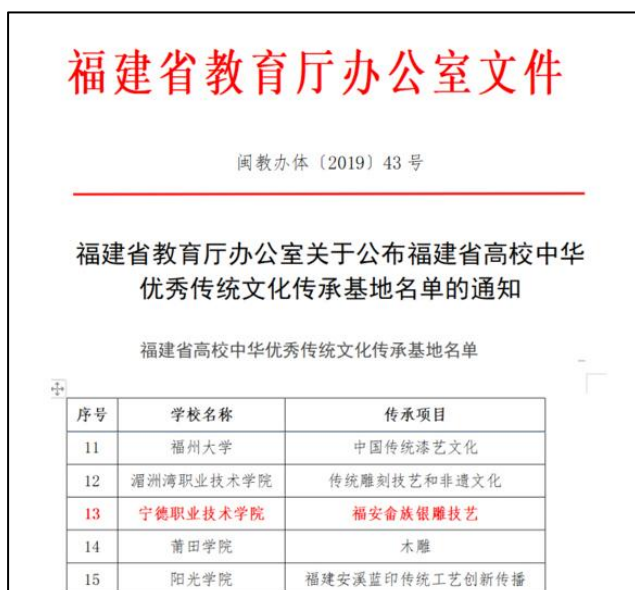 福建省教育厅办公室文件
闽教办体〔2019〕43 号
福建省教育厅办公室关于公布福建省高校中华
优秀传统文化传承基地名单的通知
福建省高校中华优秀传统文化传承基地名单
序号 学校名称 传承项目
11 福州大学 中国传统漆艺文化
12 湄洲湾职业技术学院 传统雕刻技艺和非遗文化
13 宁德职业技术学院 福安畲族银雕技艺
14 莆田学院 木雕
15 阳光学院 福建安溪蓝印传统工艺创新传播